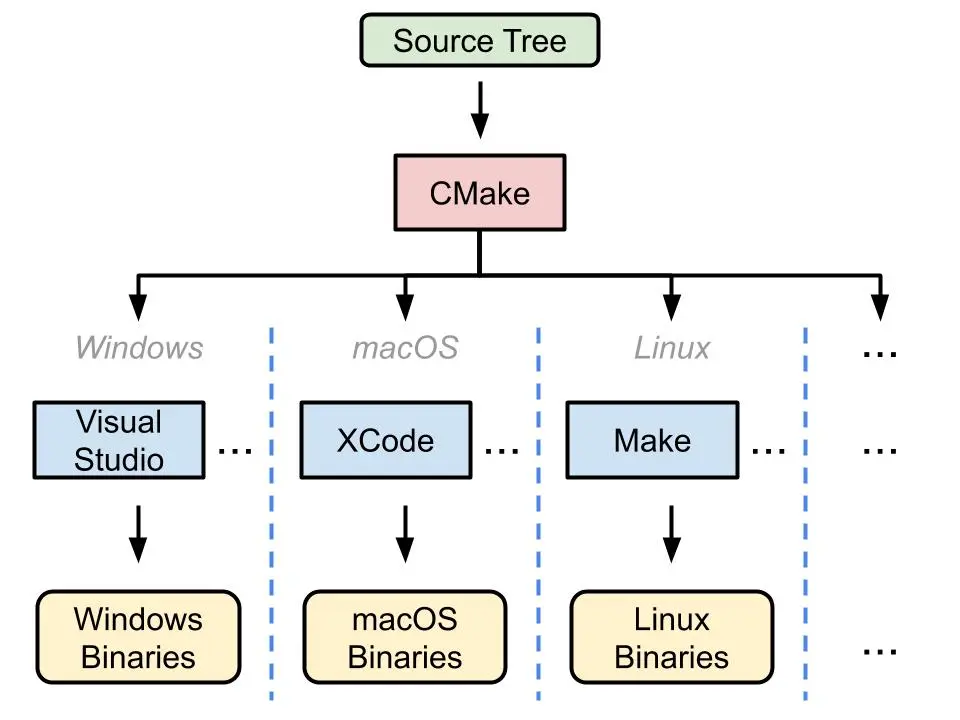 Source Tree
CMake
Windows
macOS
Linux
...
Visual
Studio
...
XCode
...
Make
...
...
Windows
Binaries
macOS
Binaries
Linux
Binaries
...